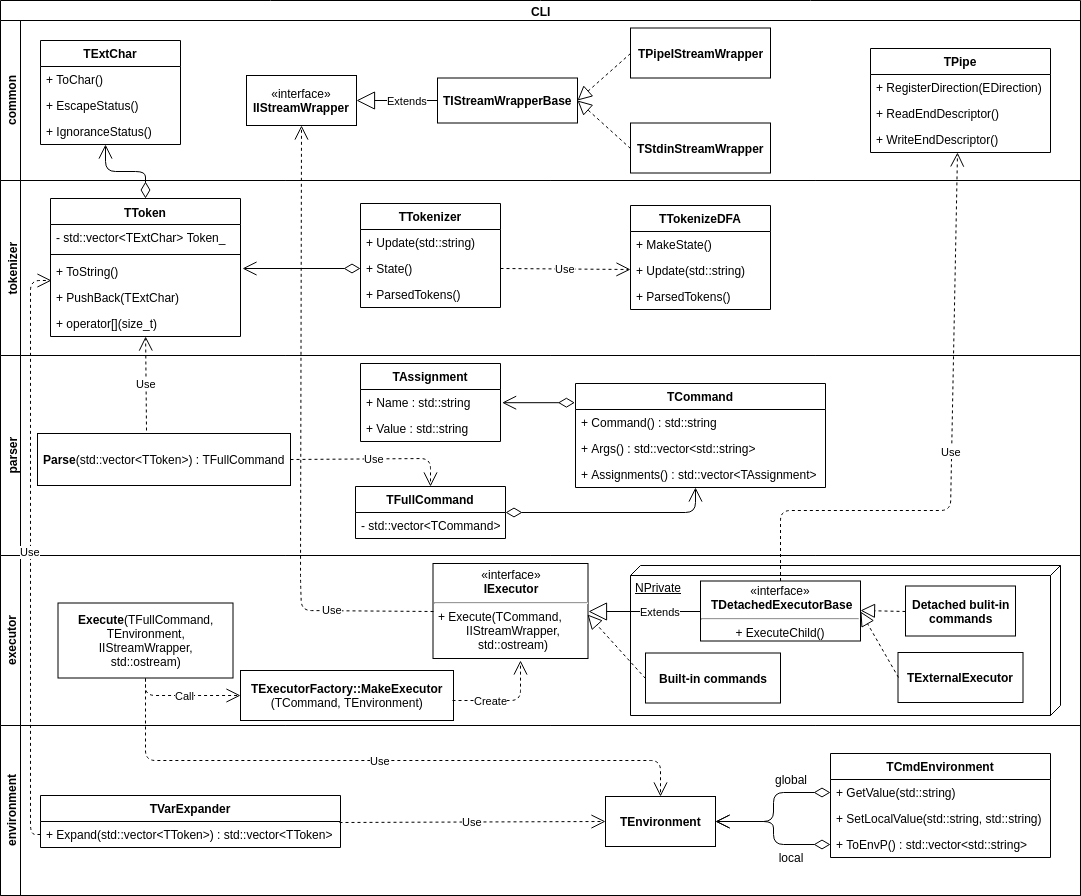 CLI
common
TExtChar
+ ToChar()
+ EscapeStatus()
+ IgnoranceStatus()
«interface»
IIStreamWrapper
Extends
TIStreamWrapperBase
TPipeIStreamWrapper
TStdinStreamWrapper
TPipe
+ RegisterDirection(EDirection)
+ ReadEndDescriptor()
+ WriteEndDescriptor()
tokenizer
TToken
- std::vector<TExtChar> Token_
+ ToString()
+ PushBack(TExtChar)
+ operator[](size_t)
TTokenizer
+ Update(std::string)
+ State()
+ ParsedTokens()
Use
TTokenizeDFA
+ MakeState()
+ Update(std::string)
+ ParsedTokens()
parser
Use
Parse(std::vector<TToken>) : TFullCommand
Use
TAssignment
+ Name : std::string
+ Value : std::string
TCommand
+ Command() : std::string
+ Args() : std::vector<std::string>
+ Assignments() : std::vector<TAssignment>
TFullCommand
- std::vector<TCommand>
Use
Use
executor
Execute(TFullCommand,
TEnvironment,
IIStreamWrapper,
std::ostream)
Call
TExecutorFactory::MakeExecutor
(TCommand, TEnvironment)
Create
Use
«interface»
IExecutor
+ Execute(TCommand,
IIStreamWrapper,
std::ostream)
NPrivate
Extends
«interface»
TDetachedExecutorBase
+ ExecuteChild()
Detached bulit-in
commands
Built-in commands
TExternalExecutor
environment
Use
TVarExpander
+ Expand(std::vector<TToken>) : std::vector<TToken>
Use
TEnvironment
global
local
TCmdEnvironment
+ GetValue(std::string)
+ SetLocalValue(std::string, std::string)
+ ToEnvP() : std::vector<std::string>